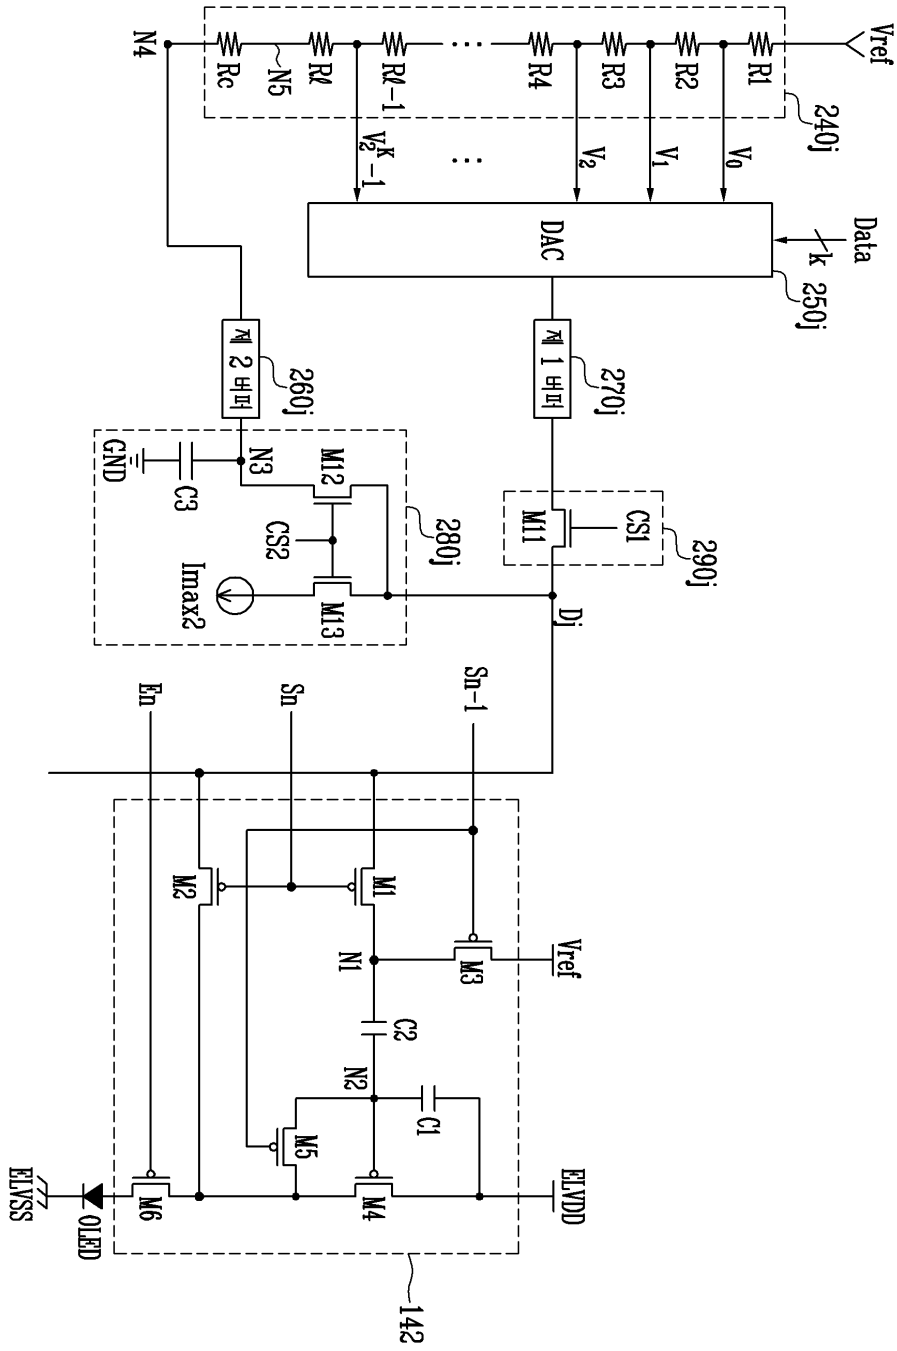 Vref
R1
R2
R3
R4
Rℓ-1
Rℓ
N5
Rc
N4
240j
V0
V1
V2
V2^K-1
...
...
Data
k
250j
DAC
제 1 버퍼
270j
제 2 버퍼
260j
CS1
M11
290j
N3
M12
C3
GND
CS2
280j
M13
Imax2
Dj
Sn-1
Sn
En
M1
M2
Vref
M3
N1
C2
N2
C1
M5
M4
M6
ELVDD
OLED
ELVSS
142